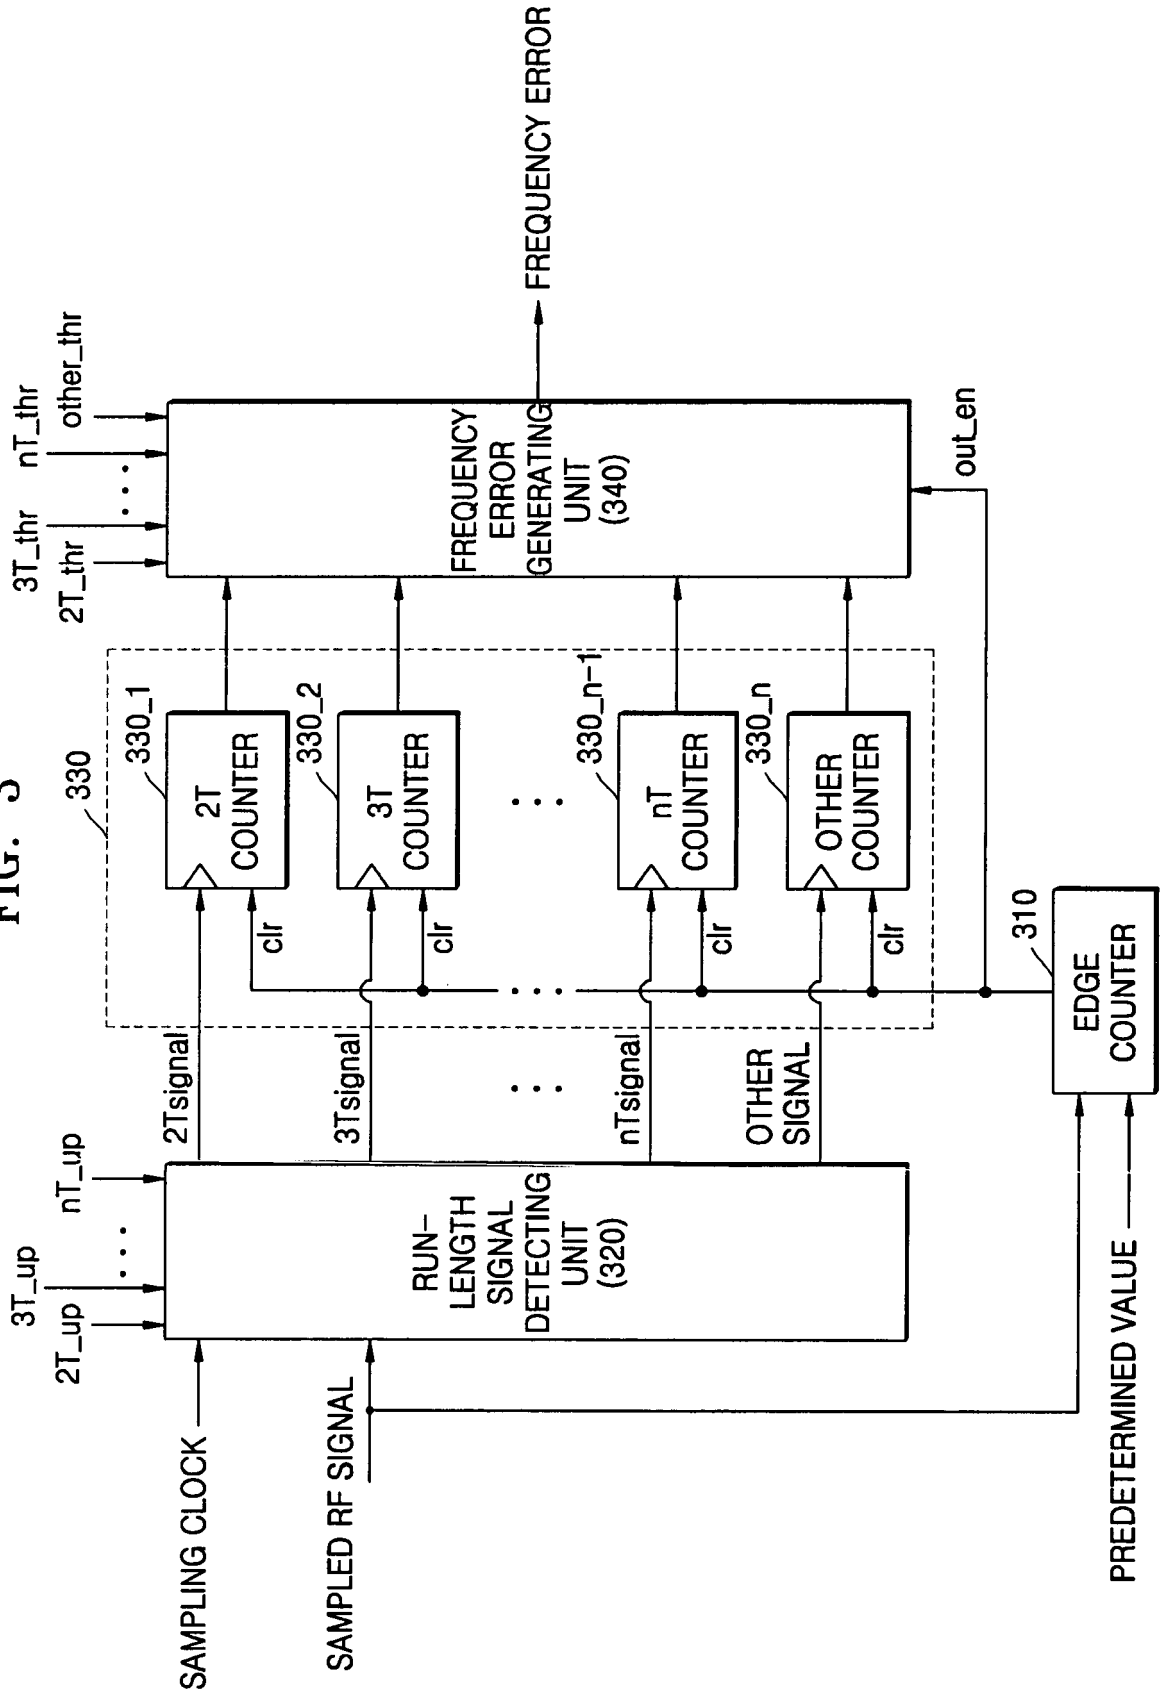 FIG. 3
330
3T_up
2T_up
nT_up
3T_thr
2T_thr
nT_thr
other_thr
SAMPLING CLOCK
SAMPLED RF SIGNAL
RUN-
LENGTH
SIGNAL
DETECTING
UNIT
(320)
2Tsignal
3Tsignal
nTsignal
OTHER
SIGNAL
330_1
2T
COUNTER
clr
330_2
3T
COUNTER
clr
330_n-1
nT
COUNTER
clr
330_n
OTHER
COUNTER
clr
FREQUENCY
ERROR
GENERATING
UNIT
(340)
FREQUENCY ERROR
out_en
310
EDGE
COUNTER
PREDETERMINED VALUE